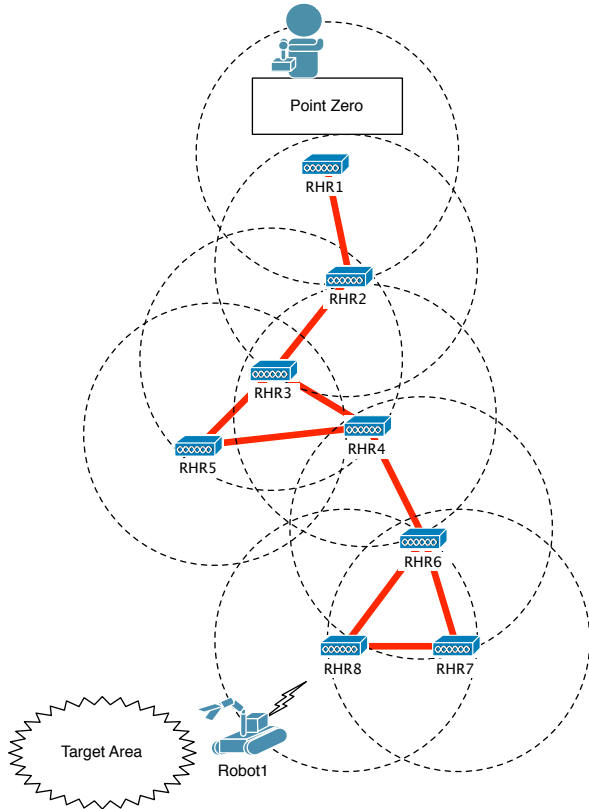 Point Zero
RHR1
RHR2
RHR3
RHR4
RHR5
RHR6
RHR8
RHR7
Target Area
Robot1